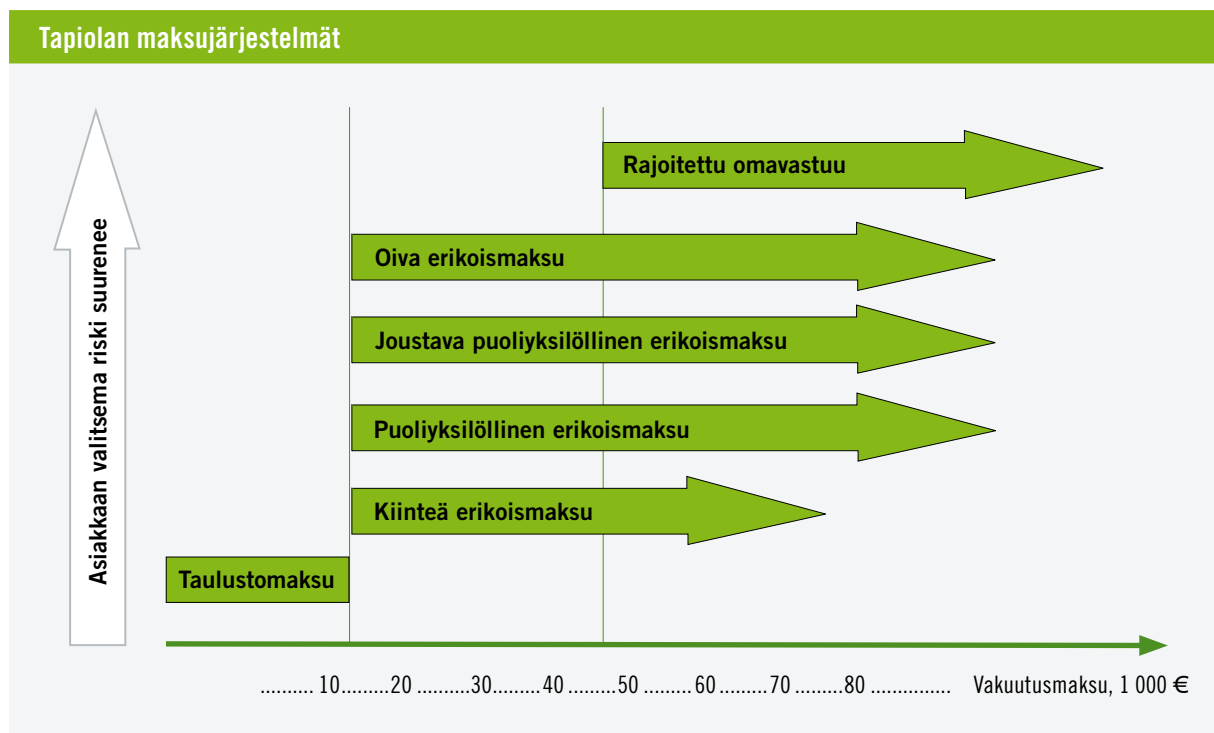 Tapiolan maksujärjestelmät
Asiakkaan valitsema riski suurenee
Rajoitettu omavastuu
Oiva erikoismaksu
Joustava puoliyksilöllinen erikoismaksu
Puoliyksilöllinen erikoismaksu
Kiinteä erikoismaksu
Taulustomaksu
.......... 10.........20 ..........30.........40 .........50 .........60 .........70 .........80 ............... Vakuutusmaksu, 1 000 €